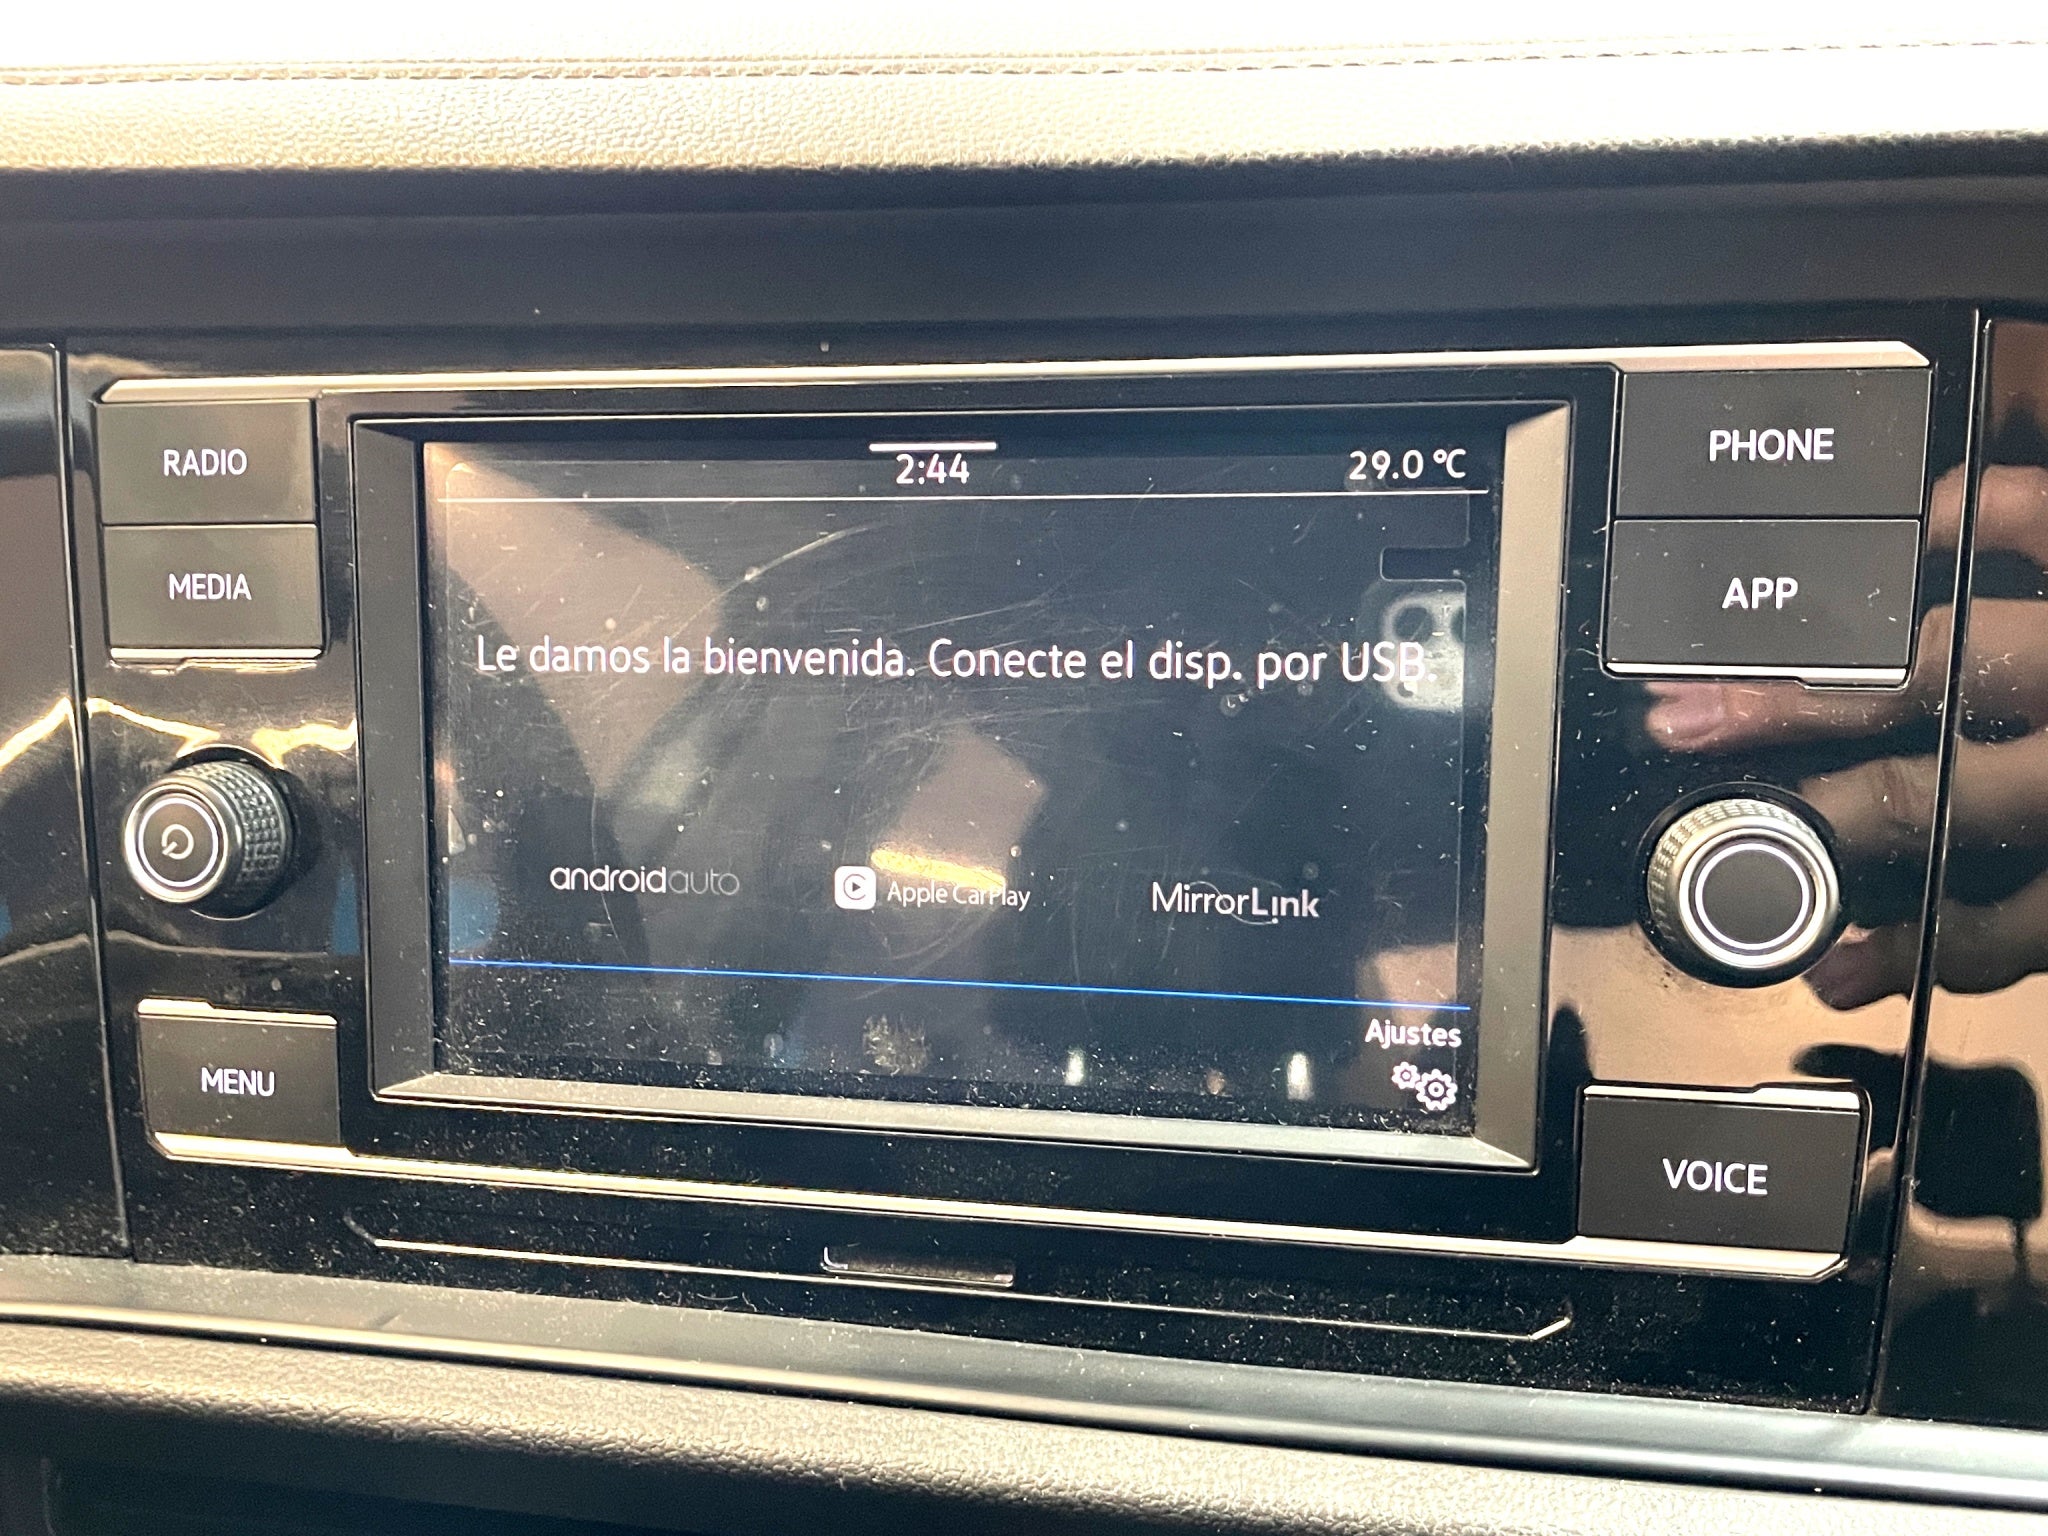 RADIO
MEDIA
MENU
2:44
29.0 °C
Le damos la bienvenida. Conecte el disp. por USB.
androidauto
Apple CarPlay
MirrorLink
Ajustes
PHONE
APP
VOICE